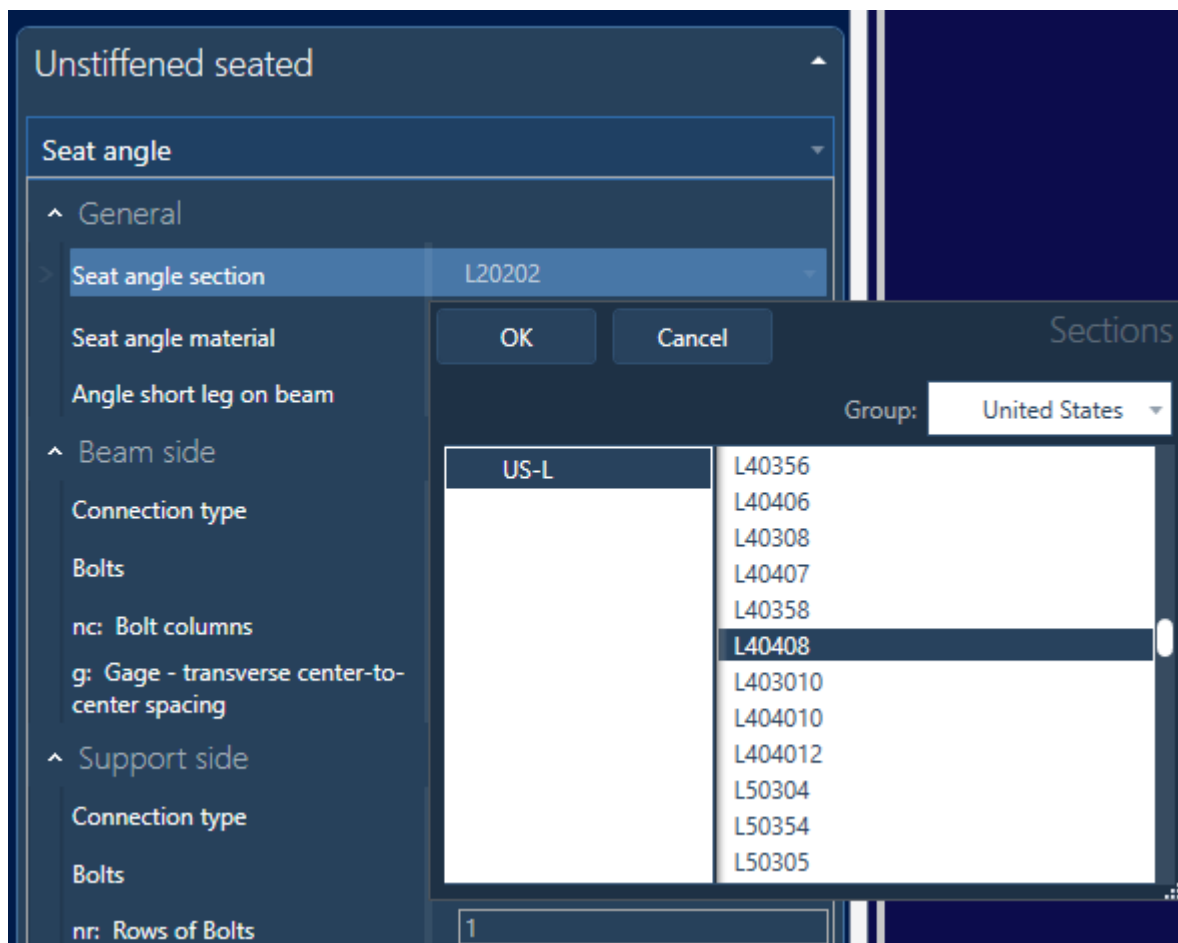 Unstiffened seated
Seat angle
General
Seat angle section
L20202
Seat angle material
Angle short leg on beam
Beam side
Connection type
Bolts
nc: Bolt columns
g: Gage - transverse center-to-
center spacing
Support side
Connection type
Bolts
nr: Rows of Bolts
1
OK
Cancel
Sections
Group:
United States
US-L
L40356
L40406
L40308
L40407
L40358
L40408
L403010
L404010
L404012
L50304
L50354
L50305